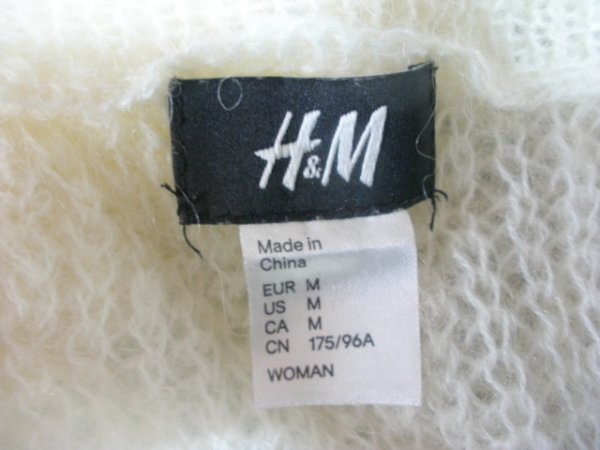 H&M
Made in
China
EUR M
US M
CA M
CN 175/96A
WOMAN